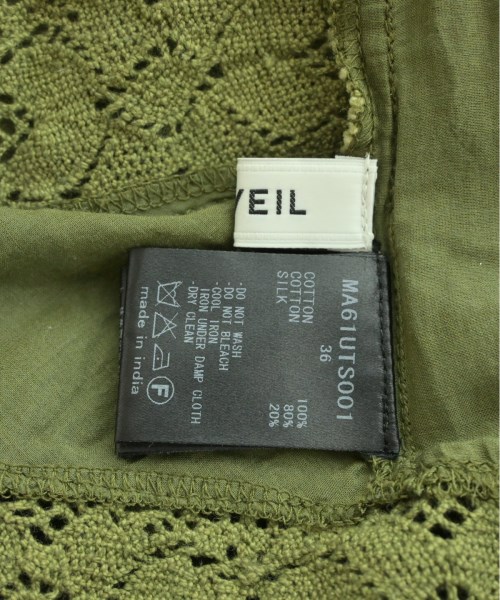 VEIL
MA61UTS001
36
COTTON 100%
COTTON 80%
SILK 20%
·DO NOT WASH
·DO NOT BLEACH
·COOL IRON
IRON UNDER DAMP CLOTH
·DRY CLEAN
F
made in india